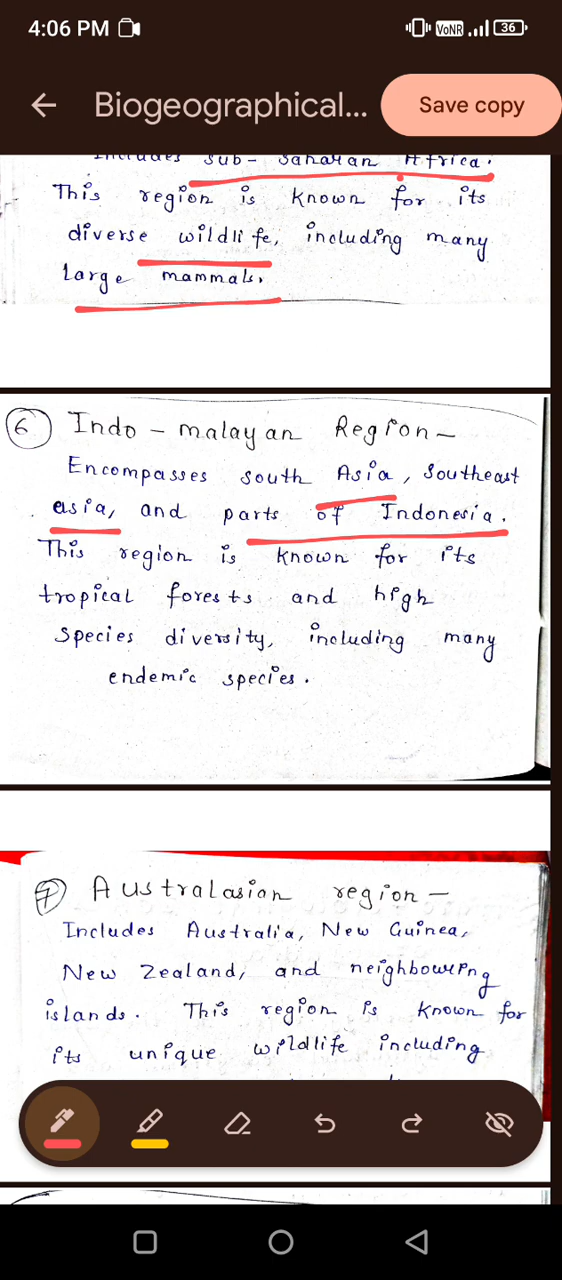 4:06 PM
VoNR
36
Biogeographical...
Save copy
Includes sub - saharan Africa.
This region is known for its
diverse wildlife, including many
Large mammals.
6 Indo - malayan Region -
Encompasses south Asia, Southeast
asia, and parts of Indonesia.
This region is known for its
tropical forests and high
species diversity, including many
endemic species.
7 Australasian region -
Includes Australia, New Guinea,
New Zealand, and neighbouring
islands. This region is known for
its unique wildlife including